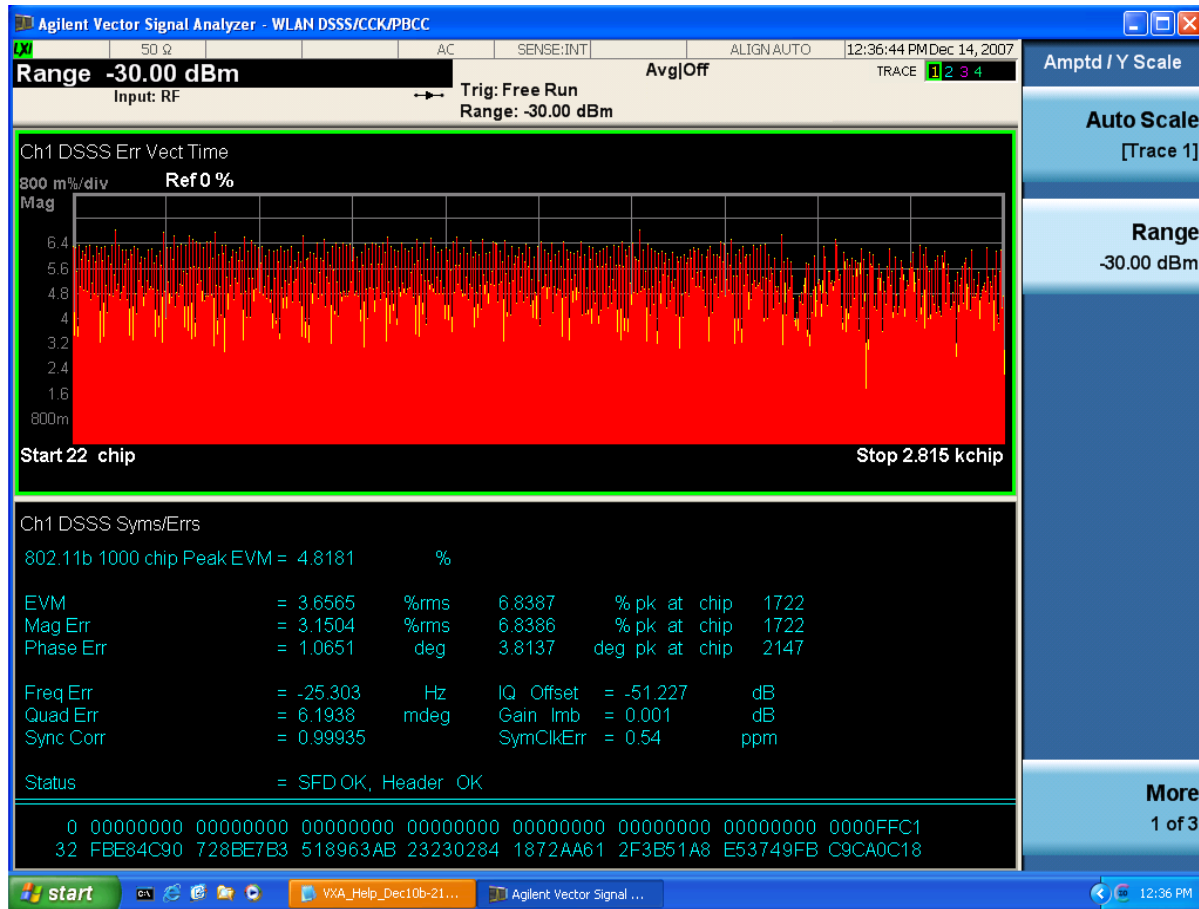 Agilent Vector Signal Analyzer - WLAN DSSS/CCK/PBCC
LXI 50 Ω AC SENSE:INT ALIGN AUTO 12:36:44 PM Dec 14, 2007
Range -30.00 dBm
Input: RF
Trig: Free Run
Range: -30.00 dBm
Avg|Off
TRACE 1 2 3 4
Amptd / Y Scale
Auto Scale
[Trace 1]
Range
-30.00 dBm
More
1 of 3
Ch1 DSSS Err Vect Time
800 m%/div Ref 0 %
Mag
6.4
5.6
4.8
4
3.2
2.4
1.6
800m
Start 22 chip Stop 2.815 kchip
Ch1 DSSS Syms/Errs
802.11b 1000 chip Peak EVM = 4.8181 %
EVM = 3.6565 %rms 6.8387 % pk at chip 1722
Mag Err = 3.1504 %rms 6.8386 % pk at chip 1722
Phase Err = 1.0651 deg 3.8137 deg pk at chip 2147
Freq Err = -25.303 Hz IQ Offset = -51.227 dB
Quad Err = 6.1938 mdeg Gain Imb = 0.001 dB
Sync Corr = 0.99935 SymClkErr = 0.54 ppm
Status = SFD OK, Header OK
0 00000000 00000000 00000000 00000000 00000000 00000000 00000000 0000FFC1
32 FBE84C90 728BE7B3 518963AB 23230284 1872AA61 2F3B51A8 E53749FB C9CA0C18
start VXA_Help_Dec10b-21... Agilent Vector Signal ... 12:36 PM